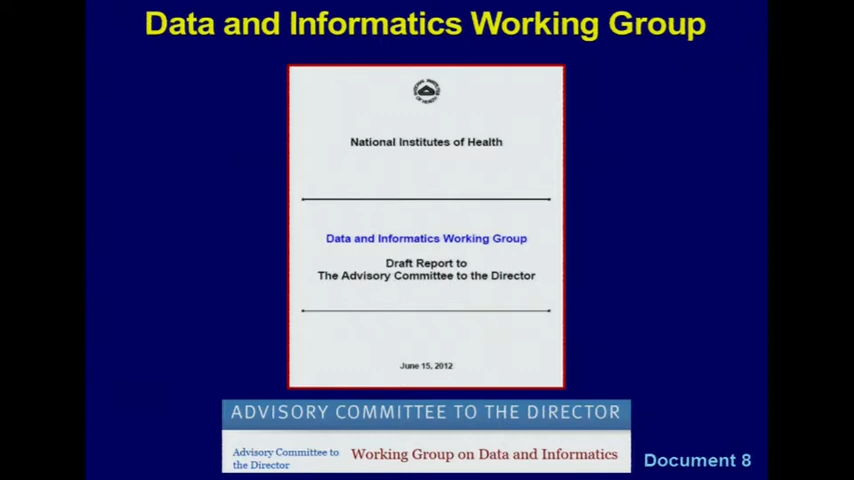 Data and Informatics Working Group
National Institutes of Health
Data and Informatics Working Group
Draft Report to
The Advisory Committee to the Director
June 15, 2012
ADVISORY COMMITTEE TO THE DIRECTOR
Advisory Committee to
the Director
Working Group on Data and Informatics
Document 8